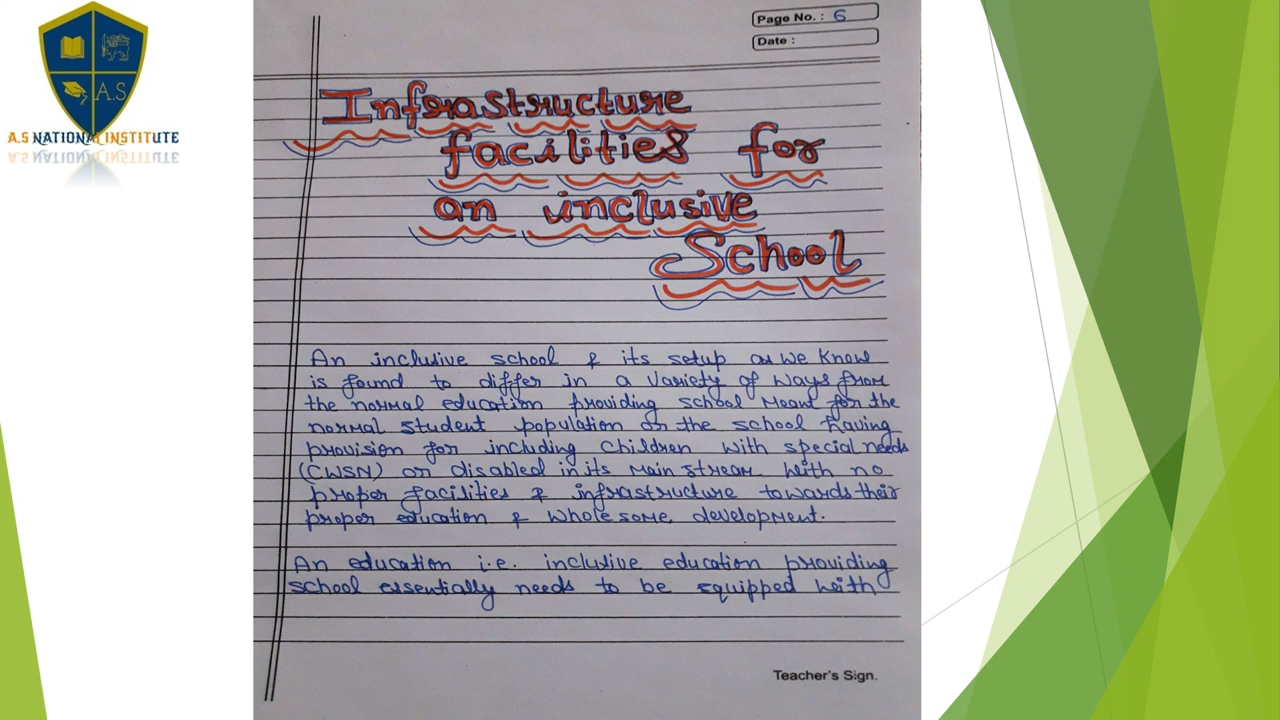 A.S
A.S NATIONAL INSTITUTE
Page No. : 6
Date :
Infrastructure
facilities for
an inclusive
School
An inclusive school & its setup as we know
is found to differ in a variety of ways from
the normal education providing school meant for the
normal student population or the school having
provision for including children with special needs
(CWSN) or disabled in its main stream with no
proper facilities & infrastructure towards their
proper education & wholesome development.
An education i.e. inclusive education providing
school essentially needs to be equipped with
Teacher's Sign.